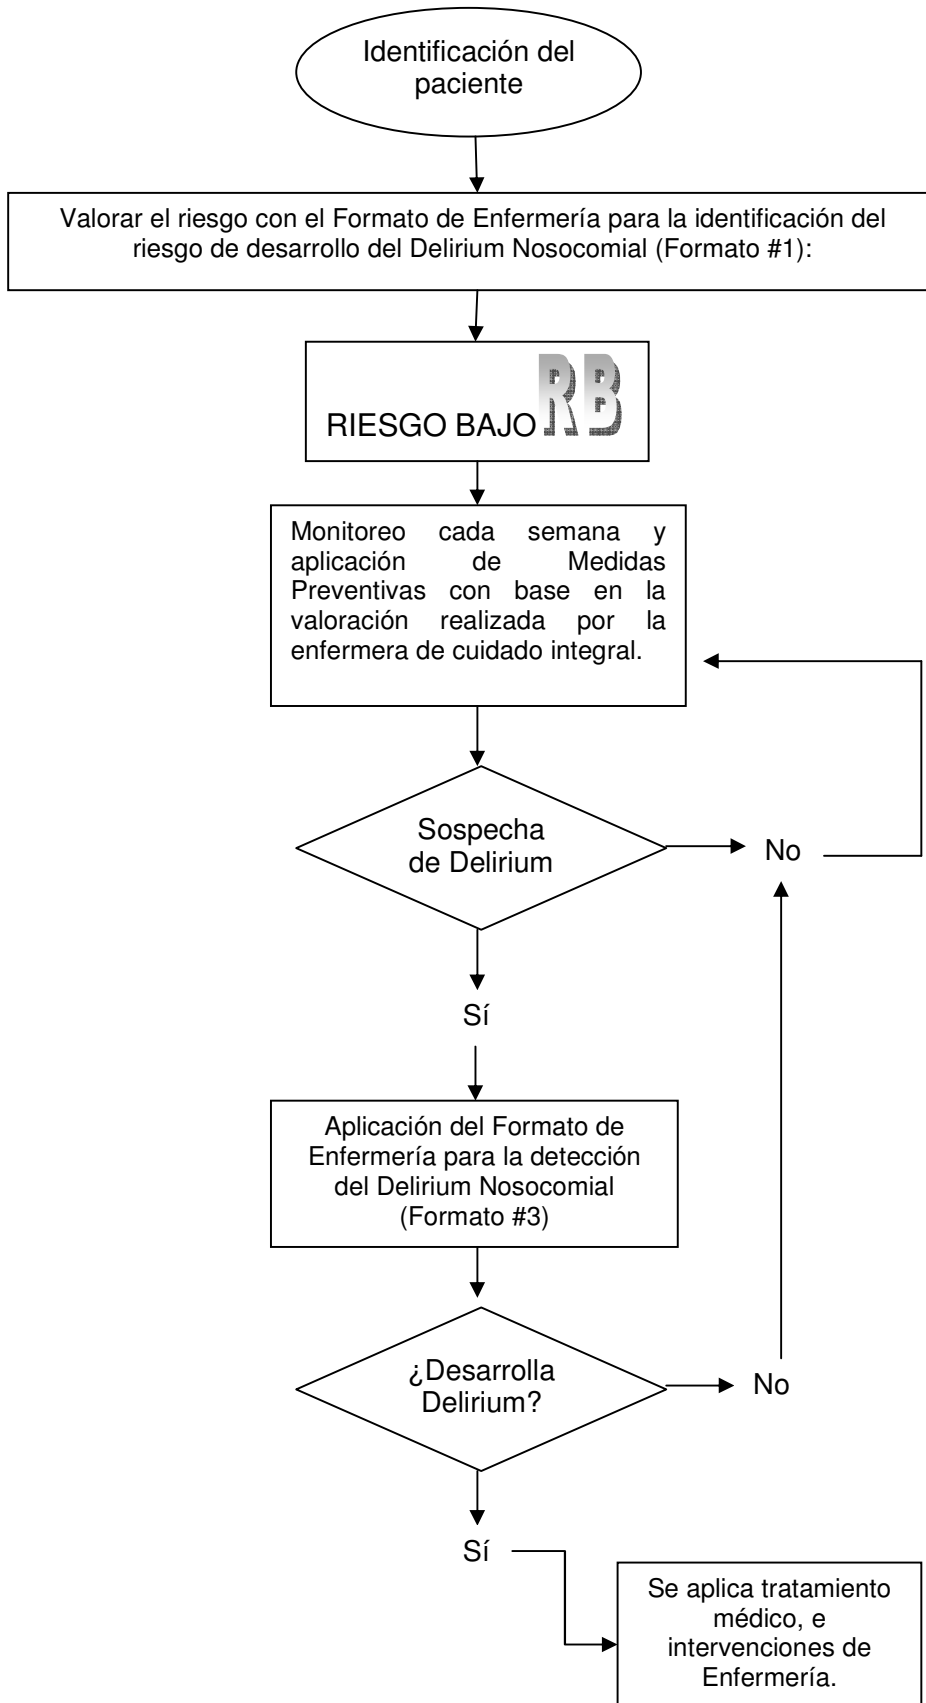 Identificación del
paciente
Valorar el riesgo con el Formato de Enfermería para la identificación del
riesgo de desarrollo del Delirium Nosocomial (Formato #1):
RIESGO BAJO RB
Monitoreo cada semana y
aplicación de Medidas
Preventivas con base en la
valoración realizada por la
enfermera de cuidado integral.
Sospecha
de Delirium
No
Sí
Aplicación del Formato de
Enfermería para la detección
del Delirium Nosocomial
(Formato #3)
¿Desarrolla
Delirium?
No
Sí
Se aplica tratamiento
médico, e
intervenciones de
Enfermería.